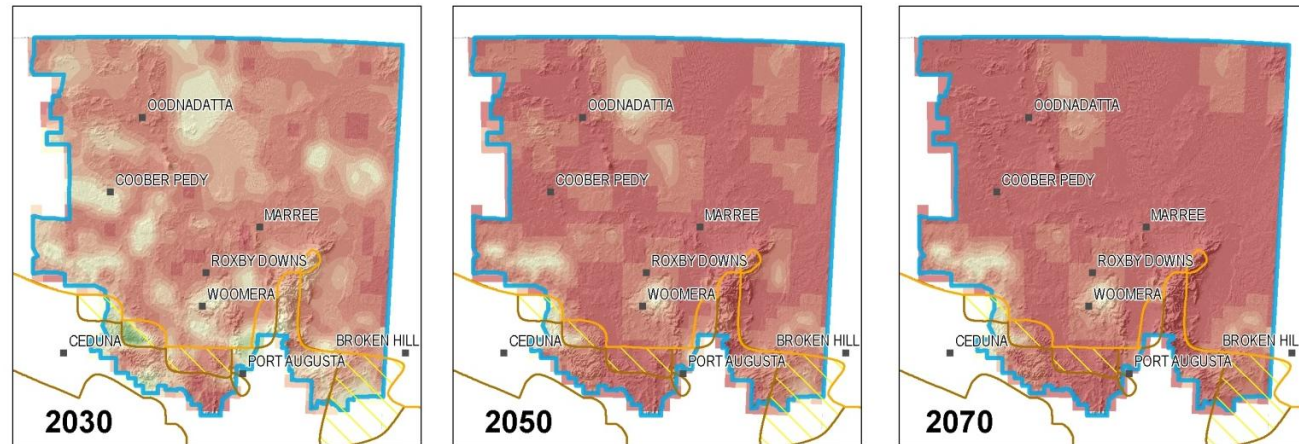 OODNADATTA
COOBER PEDY
MARREE
ROXBY DOWNS
WOOMERA
CEDUNA
BROKEN HILL
PORT AUGUSTA
2030
OODNADATTA
COOBER PEDY
MARREE
ROXBY DOWNS
WOOMERA
CEDUNA
BROKEN HILL
PORT AUGUSTA
2050
OODNADATTA
COOBER PEDY
MARREE
ROXBY DOWNS
WOOMERA
CEDUNA
BROKEN HILL
PORT AUGUSTA
2070